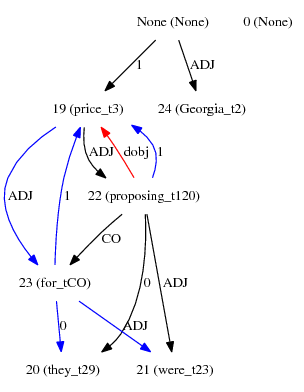 None (None) 0 (None)
1 ADJ
19 (price_t3) 24 (Georgia_t2)
ADJ dobj 1
ADJ 1 22 (proposing_t120)
CO
23 (for_tCO) 0 ADJ
0 ADJ
20 (they_t29) 21 (were_t23)